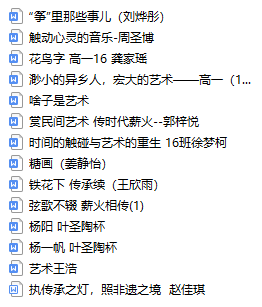 “筝”里那些事儿（刘烨彤）
触动心灵的音乐-周圣博
花鸟字 高一16 龚家瑶
渺小的异乡人，宏大的艺术——高一（1...
啥子是艺术
赏民间艺术 传时代薪火--郭梓悦
时间的触碰与艺术的重生 16班徐梦柯
糖画（姜静怡）
铁花下 传承续（王欣雨）
弦歌不辍 薪火相传(1)
杨阳 叶圣陶杯
杨一帆 叶圣陶杯
艺术王浩
执传承之灯，照非遗之境 赵佳琪